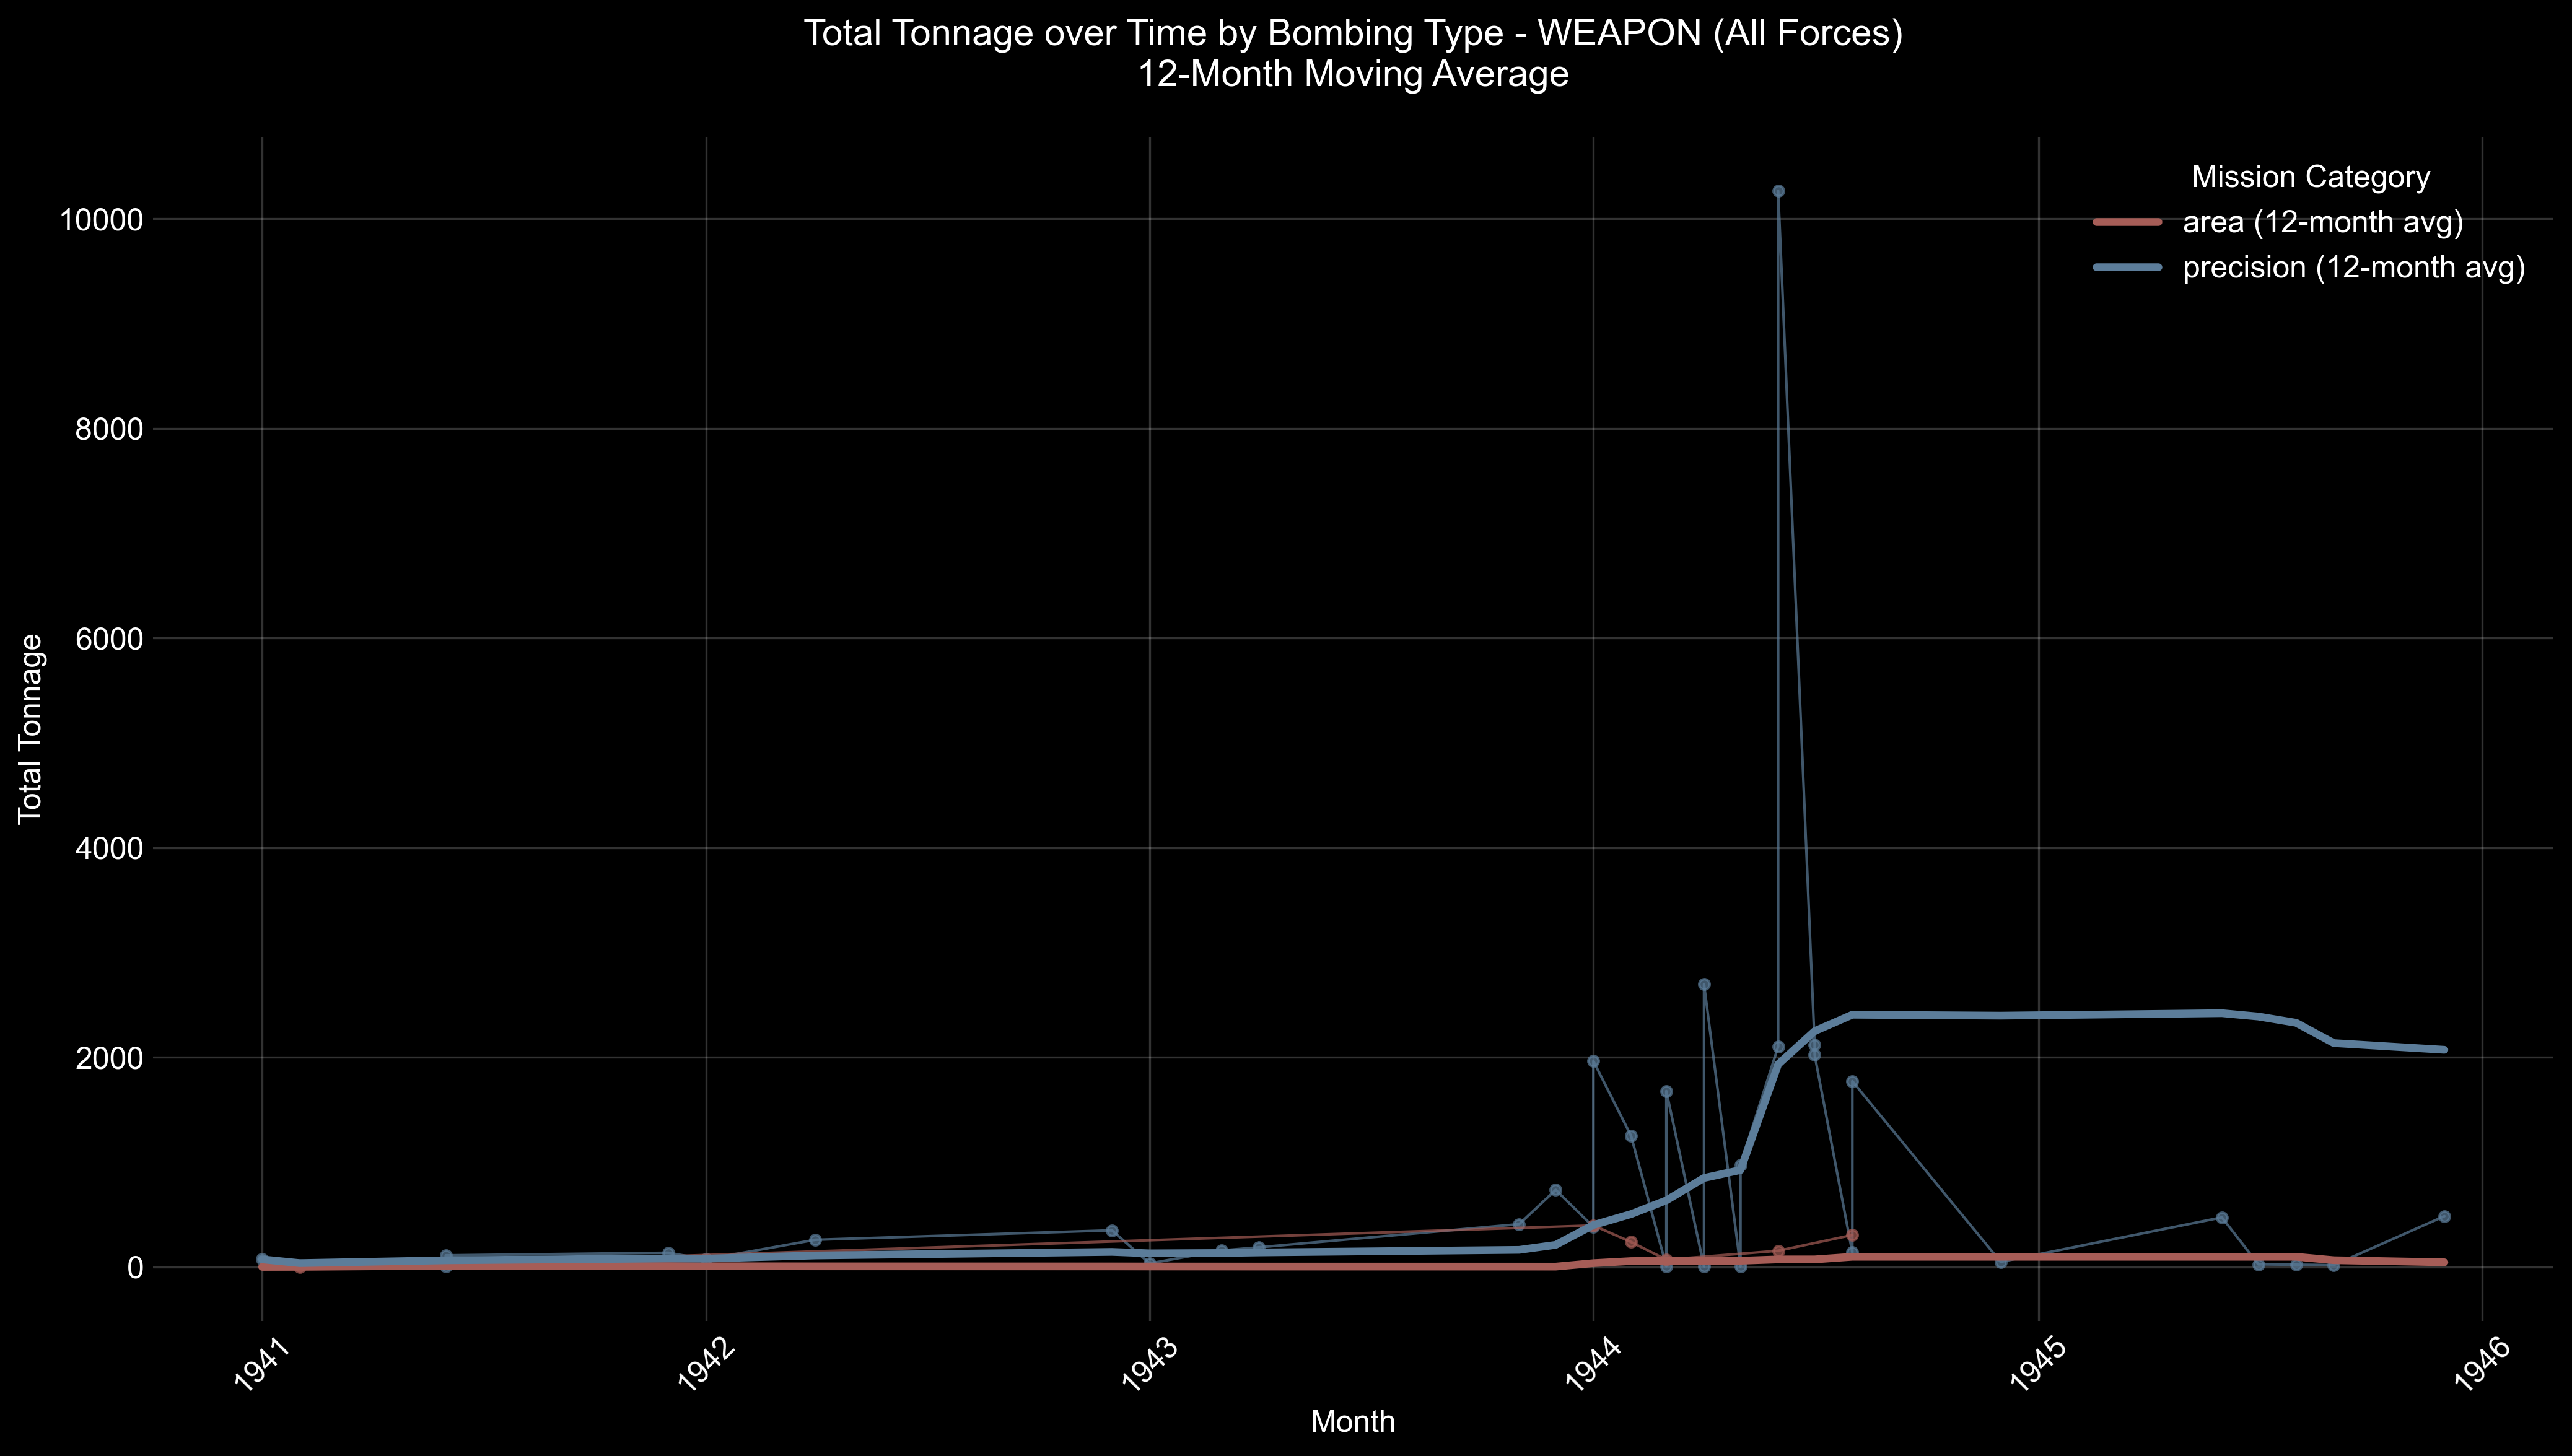 Total Tonnage over Time by Bombing Type - WEAPON (All Forces)
12-Month Moving Average
Mission Category
area (12-month avg)
precision (12-month avg)
Total Tonnage
10000
8000
6000
4000
2000
0
1941
1942
1943
1944
1945
1946
Month